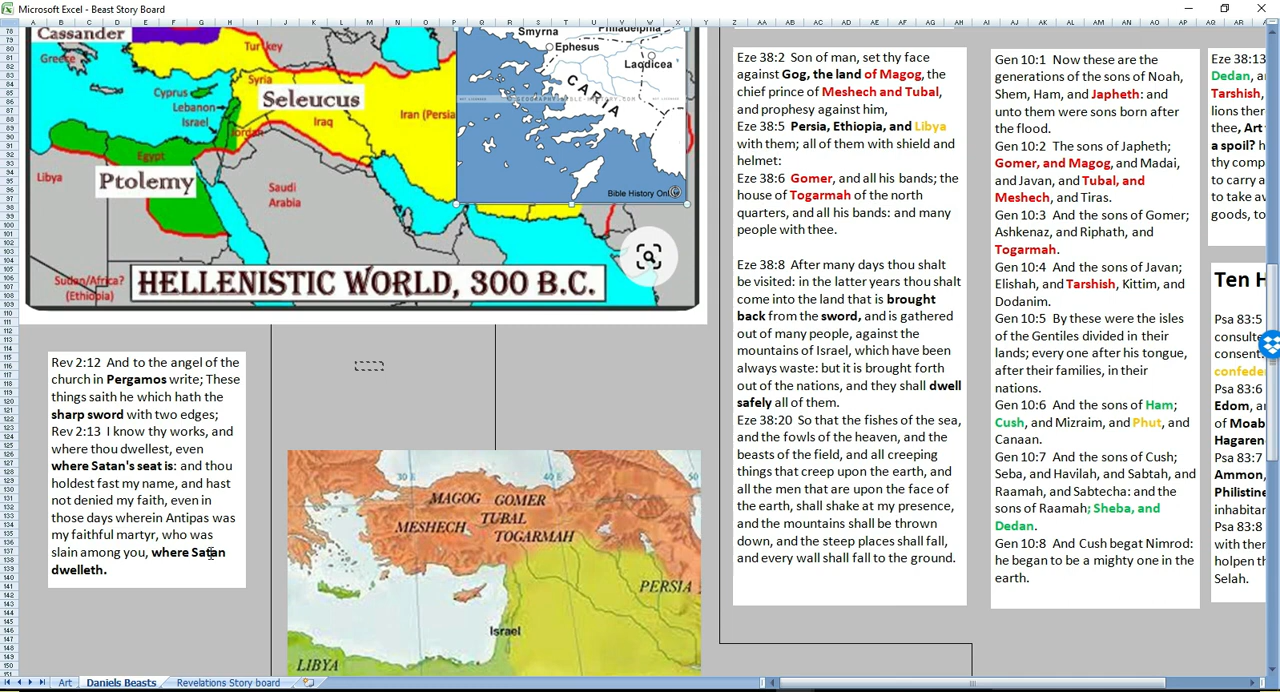 Microsoft Excel - Beast Story Board
Cassander
Greece
Turkey
Syria
Cyprus
Seleucus
Lebanon
Israel
Jordan
Iraq
Iran (Persia
Egypt
Libya
Ptolemy
Saudi
Arabia
Sudan/Africa?
(Ethiopia)
HELLENISTIC WORLD, 300 B.C.
Smyrna
Philadelphia
Ephesus
Laodicea
CARIA
Bible History Onl
Rev 2:12 And to the angel of the
church in Pergamos write; These
things saith he which hath the
sharp sword with two edges;
Rev 2:13 I know thy works, and
where thou dwellest, even
where Satan's seat is: and thou
holdest fast my name, and hast
not denied my faith, even in
those days wherein Antipas was
my faithful martyr, who was
slain among you, where Satan
dwelleth.
30 E
40 E
50
MAGOG GOMER
MESHECH TUBAL
TOGARMAH
PERSIA
Israel
LIBYA
Eze 38:2 Son of man, set thy face
against Gog, the land of Magog, the
chief prince of Meshech and Tubal,
and prophesy against him,
Eze 38:5 Persia, Ethiopia, and Libya
with them; all of them with shield and
helmet:
Eze 38:6 Gomer, and all his bands; the
house of Togarmah of the north
quarters, and all his bands: and many
people with thee.
Eze 38:8 After many days thou shalt
be visited: in the latter years thou shalt
come into the land that is brought
back from the sword, and is gathered
out of many people, against the
mountains of Israel, which have been
always waste: but it is brought forth
out of the nations, and they shall dwell
safely all of them.
Eze 38:20 So that the fishes of the sea,
and the fowls of the heaven, and the
beasts of the field, and all creeping
things that creep upon the earth, and
all the men that are upon the face of
the earth, shall shake at my presence,
and the mountains shall be thrown
down, and the steep places shall fall,
and every wall shall fall to the ground.
Gen 10:1 Now these are the
generations of the sons of Noah,
Shem, Ham, and Japheth: and
unto them were sons born after
the flood.
Gen 10:2 The sons of Japheth;
Gomer, and Magog, and Madai,
and Javan, and Tubal, and
Meshech, and Tiras.
Gen 10:3 And the sons of Gomer;
Ashkenaz, and Riphath, and
Togarmah.
Gen 10:4 And the sons of Javan;
Elishah, and Tarshish, Kittim, and
Dodanim.
Gen 10:5 By these were the isles
of the Gentiles divided in their
lands; every one after his tongue,
after their families, in their
nations.
Gen 10:6 And the sons of Ham;
Cush, and Mizraim, and Phut, and
Canaan.
Gen 10:7 And the sons of Cush;
Seba, and Havilah, and Sabtah, and
Raamah, and Sabtecha: and the
sons of Raamah; Sheba, and
Dedan.
Gen 10:8 And Cush begat Nimrod:
he began to be a mighty one in the
earth.
Eze 38:13
Dedan, a
Tarshish,
lions ther
thee, Art
a spoil? h
thy comp
to carry a
to take av
goods, to
Ten H
Psa 83:5
consulte
consent:
confede
Psa 83:6
Edom, a
of Moab
Hagaren
Psa 83:7
Ammon,
Philistine
inhabitar
Psa 83:8
with ther
holpen th
Selah.
Art
Daniels Beasts
Revelations Story board